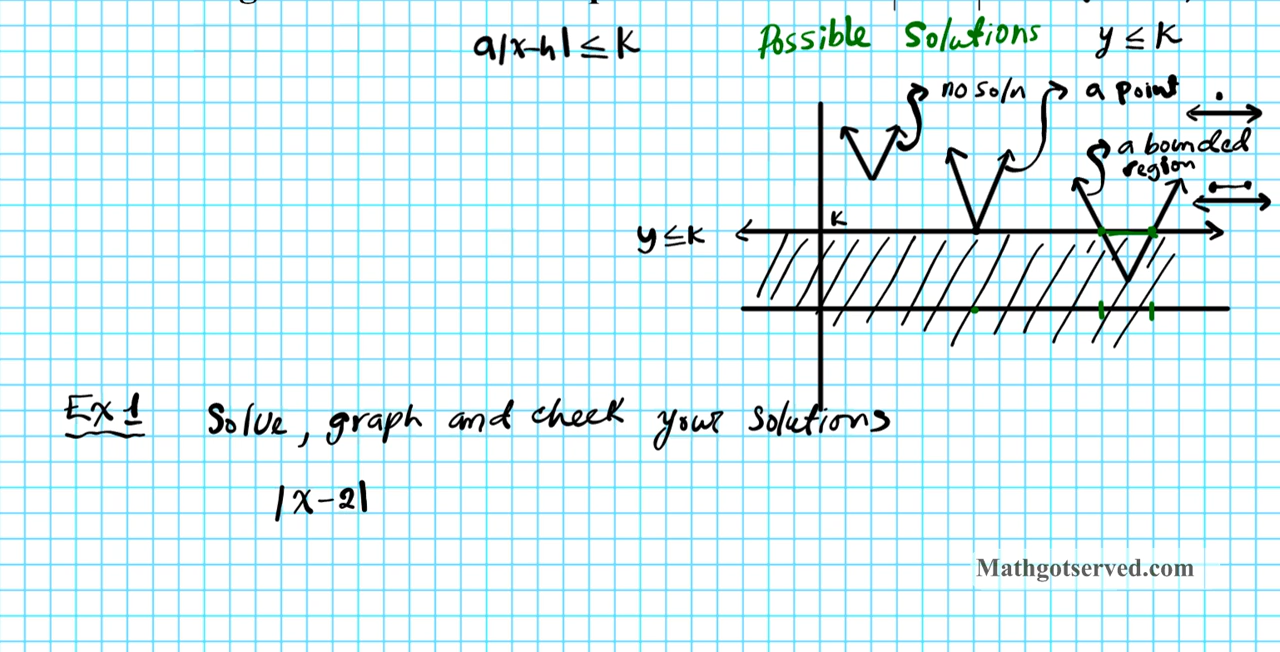 a|x-h| ≤ K
Possible Solutions y ≤ K
no soln
a point
a bounded
region
K
y ≤ K
Ex 1 Solve, graph and check your solutions
|x-2|
Mathgotserved.com